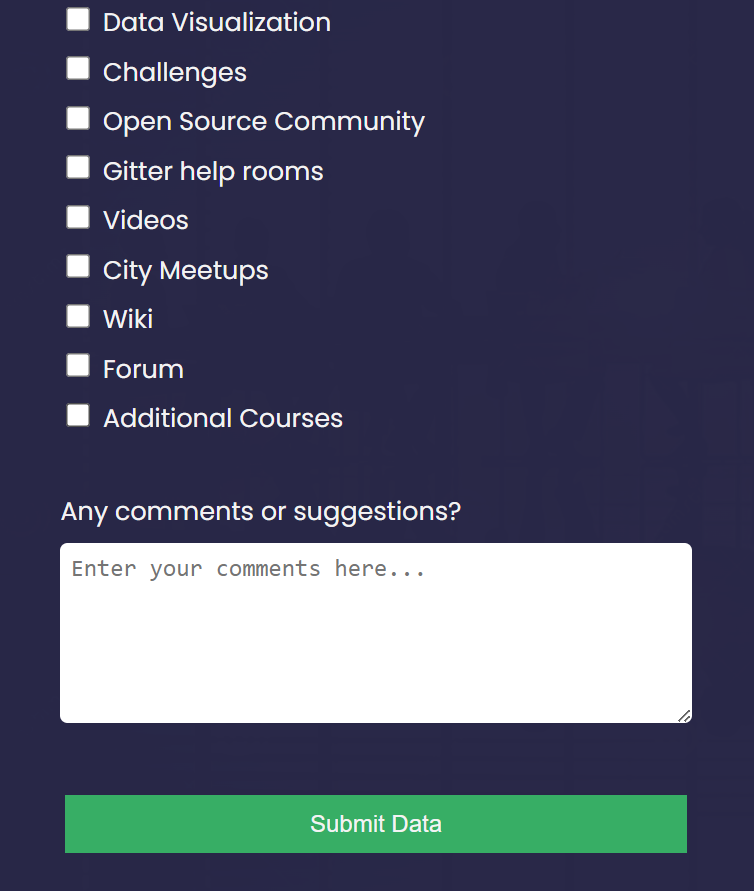 Data Visualization
Challenges
Open Source Community
Gitter help rooms
Videos
City Meetups
Wiki
Forum
Additional Courses
Any comments or suggestions?
Enter your comments here...
Submit Data